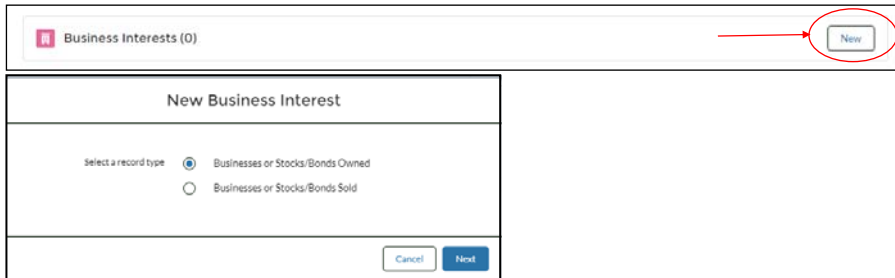 Business Interests (0) New
New Business Interest
Select a record type Businesses or Stocks/Bonds Owned
Businesses or Stocks/Bonds Sold
Cancel Next